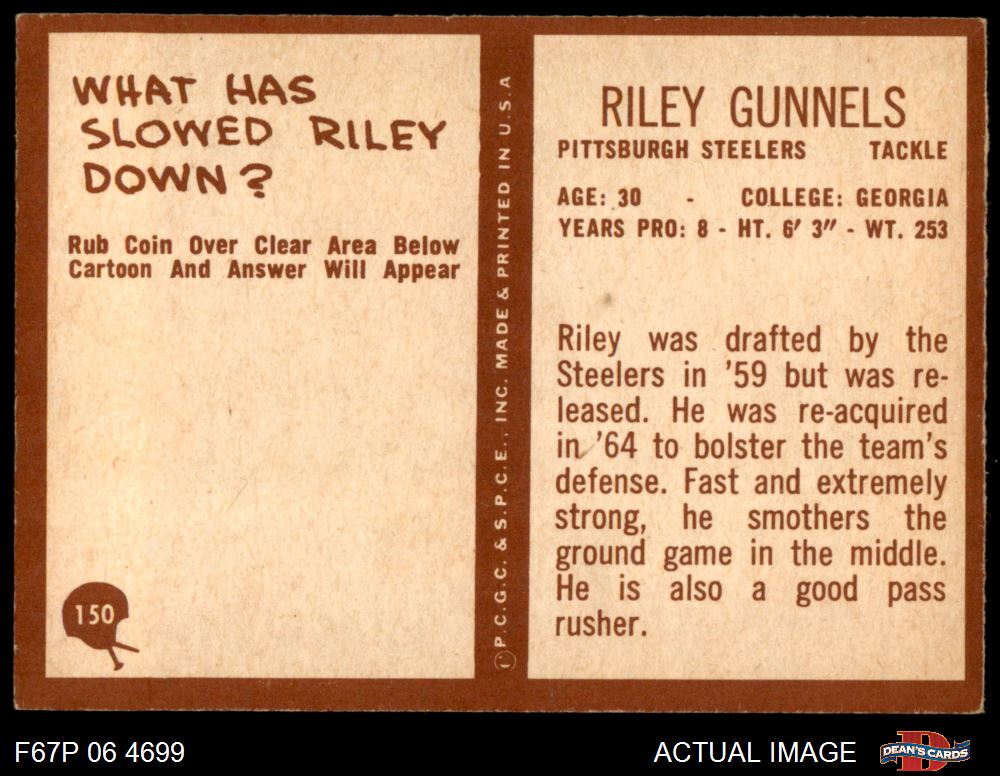 WHAT HAS
SLOWED RILEY
DOWN?
Rub Coin Over Clear Area Below
Cartoon And Answer Will Appear
150
© P.C.G.C. & S.P.C.E., INC. MADE & PRINTED IN U.S.A
RILEY GUNNELS
PITTSBURGH STEELERS TACKLE
AGE: 30 - COLLEGE: GEORGIA
YEARS PRO: 8 - HT. 6' 3" - WT. 253
Riley was drafted by the
Steelers in '59 but was re-
leased. He was re-acquired
in '64 to bolster the team's
defense. Fast and extremely
strong, he smothers the
ground game in the middle.
He is also a good pass
rusher.
F67P 06 4699
ACTUAL IMAGE
DEAN'S CARDS